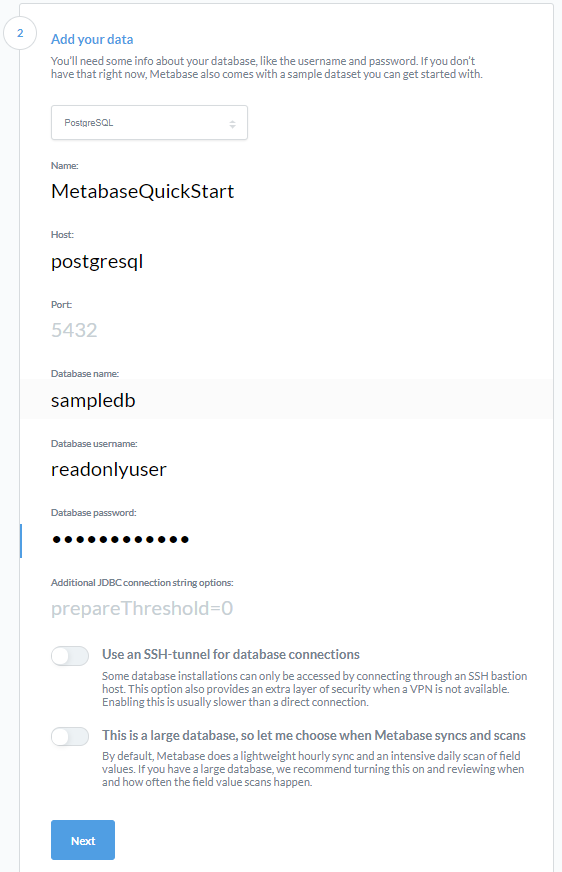 2
Add your data
You'll need some info about your database, like the username and password. If you don't
have that right now, Metabase also comes with a sample dataset you can get started with.
PostgreSQL
Name:
MetabaseQuickStart
Host:
postgresql
Port:
5432
Database name:
sampledb
Database username:
readonlyuser
Database password:
••••••••••••
Additional JDBC connection string options:
prepareThreshold=0
Use an SSH-tunnel for database connections
Some database installations can only be accessed by connecting through an SSH bastion
host. This option also provides an extra layer of security when a VPN is not available.
Enabling this is usually slower than a direct connection.
This is a large database, so let me choose when Metabase syncs and scans
By default, Metabase does a lightweight hourly sync and an intensive daily scan of field
values. If you have a large database, we recommend turning this on and reviewing when
and how often the field value scans happen.
Next